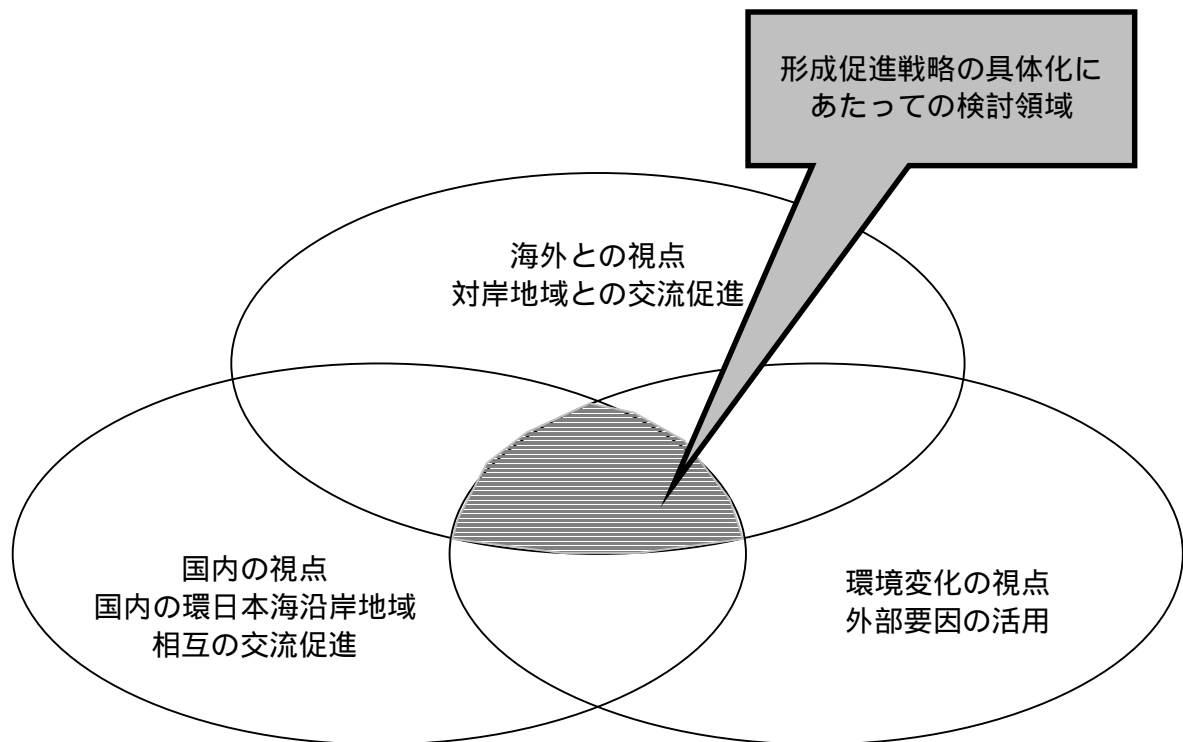 形成促進戦略の具体化に
あたっての検討領域
海外との視点
対岸地域との交流促進
国内の視点
国内の環日本海沿岸地域
相互の交流促進
環境変化の視点
外部要因の活用